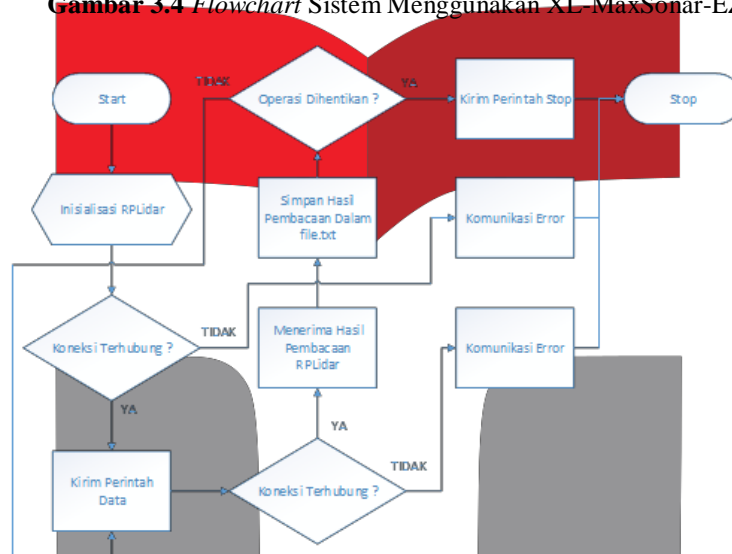 Gambar 3.4 Flowchart Sistem Menggunakan XL-MaxSonar-EZ
Start
TIDAK
Operasi Dihentikan ?
YA
Kirim Perintah Stop
Stop
Inisialisasi RPLidar
Simpan Hasil
Pembacaan Dalam
file.txt
Komunikasi Error
Koneksi Terhubung ?
TIDAK
Menerima Hasil
Pembacaan
RPLidar
Komunikasi Error
YA
YA
Kirim Perintah
Data
Koneksi Terhubung ?
TIDAK